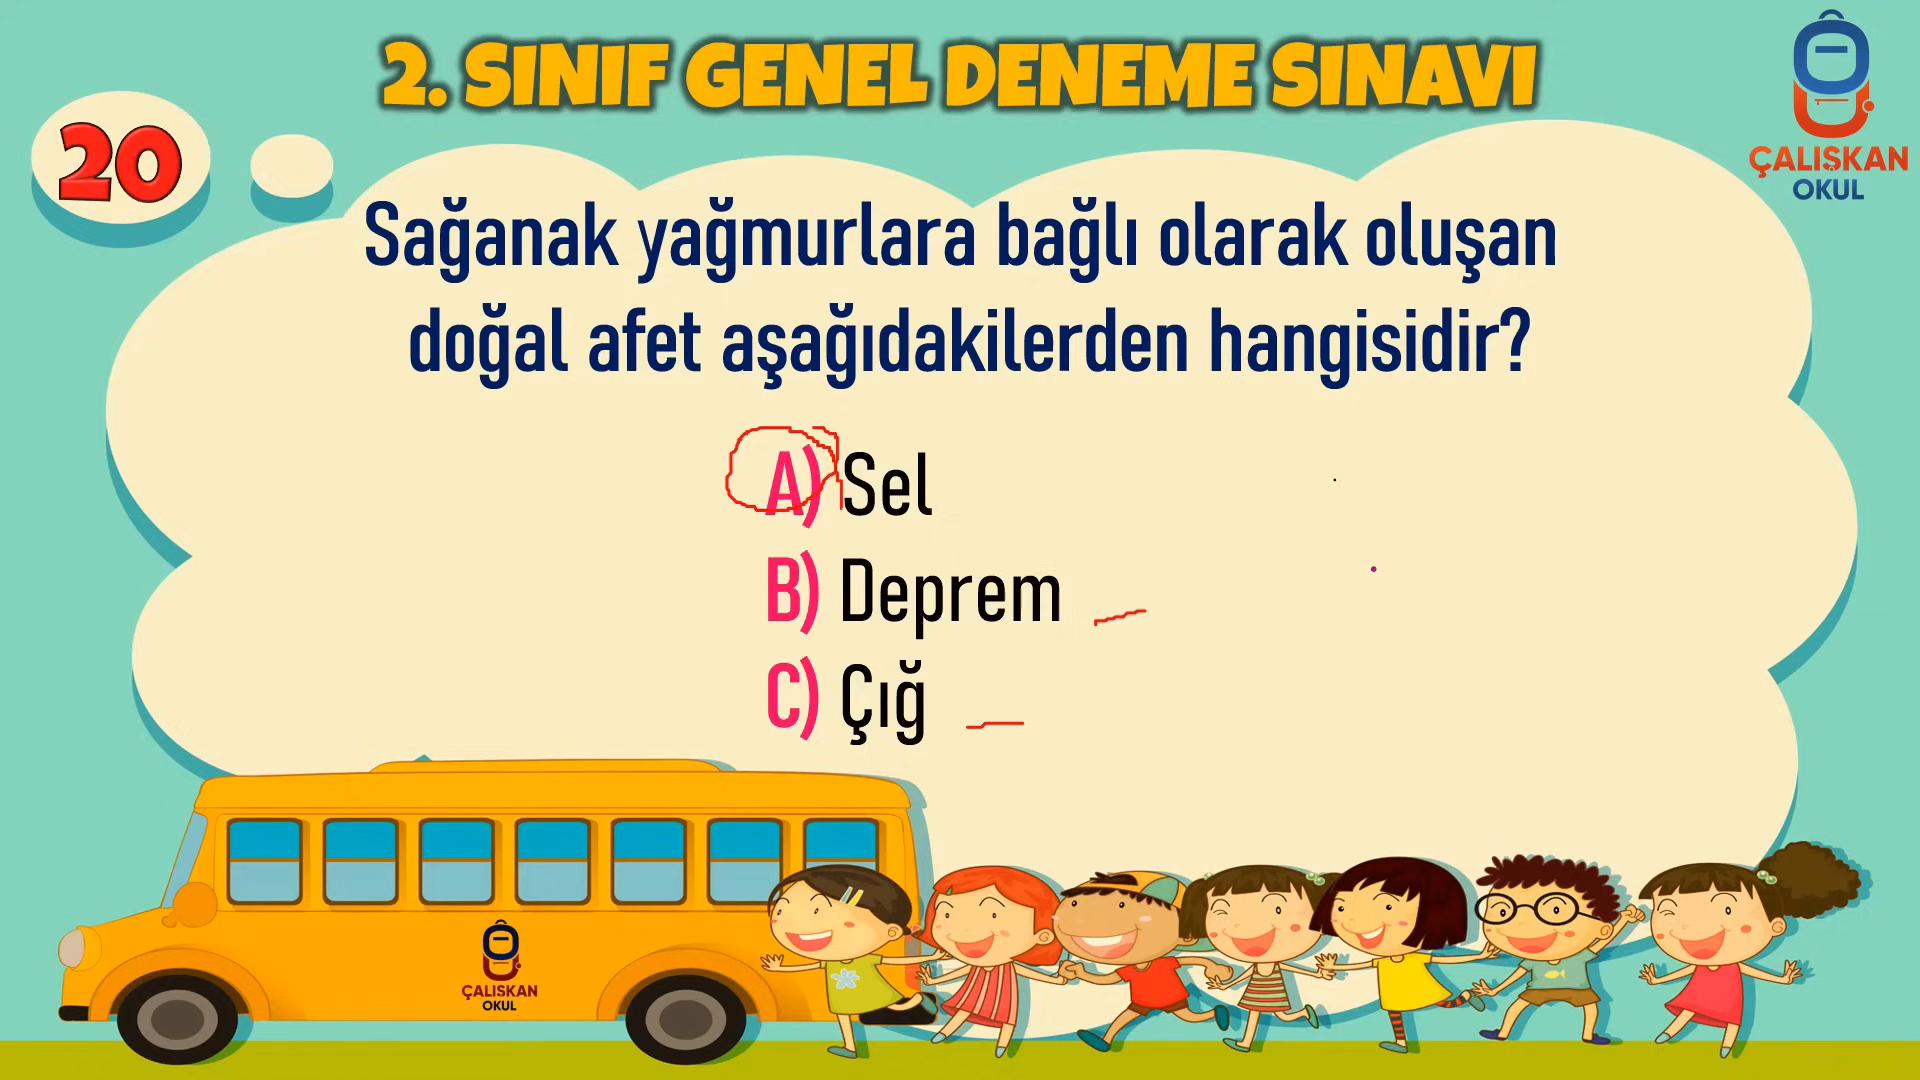 2. SINIF GENEL DENEME SINAVI
20
ÇALIŞKAN
OKUL
Sağanak yağmurlara bağlı olarak oluşan
doğal afet aşağıdakilerden hangisidir?
A) Sel
B) Deprem
C) Çığ
ÇALIŞKAN
OKUL